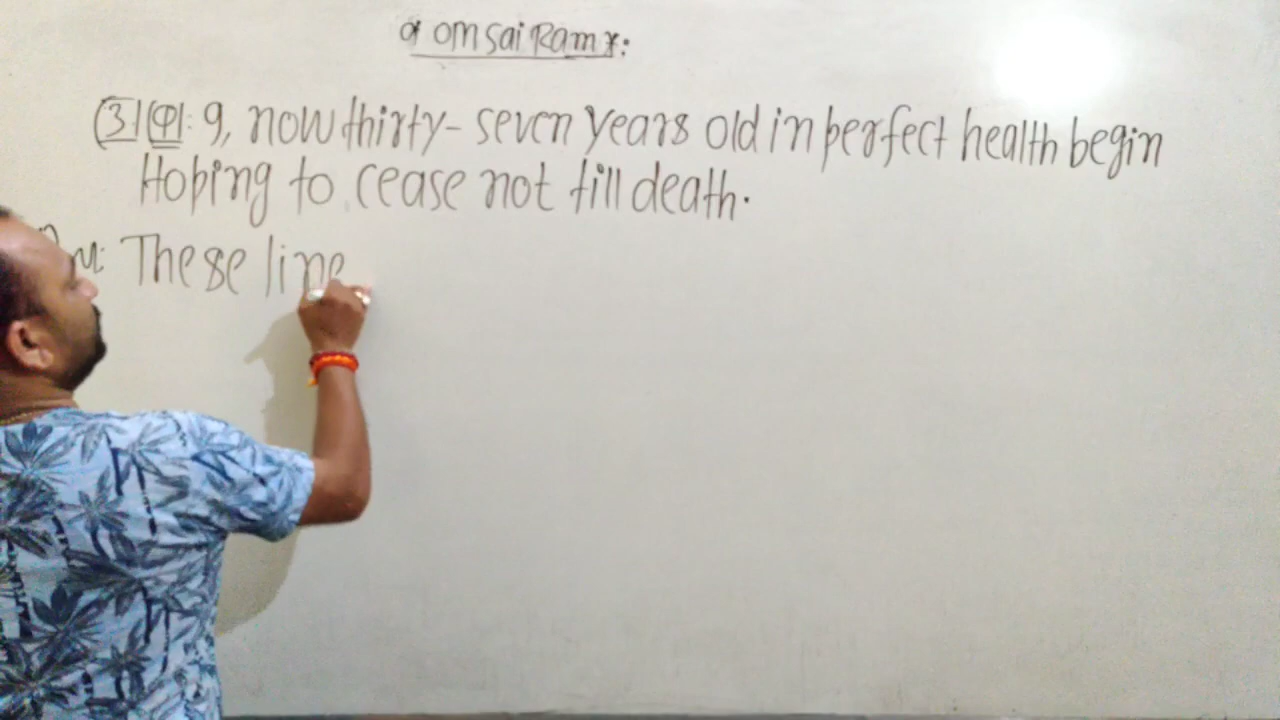 OM Sai Ram
(3) (अ): 9, now thirty- seven years old in perfect health begin
Hoping to cease not till death.
These line